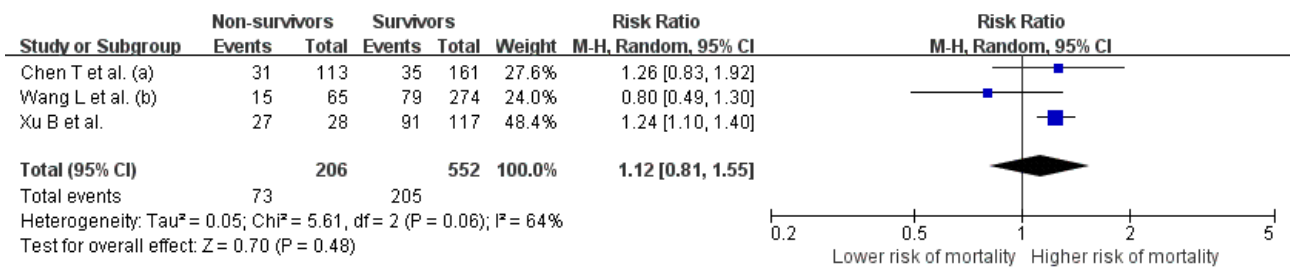 Non-survivors Survivors Risk Ratio Risk Ratio
Study or Subgroup Events Total Events Total Weight M-H, Random, 95% CI M-H, Random, 95% CI
Chen T et al. (a) 31 113 35 161 27.6% 1.26 [0.83, 1.92]
Wang L et al. (b) 15 65 79 274 24.0% 0.80 [0.49, 1.30]
Xu B et al. 27 28 91 117 48.4% 1.24 [1.10, 1.40]
Total (95% CI) 206 552 100.0% 1.12 [0.81, 1.55]
Total events 73 205
Heterogeneity: Tau² = 0.05; Chi² = 5.61, df = 2 (P = 0.06); I² = 64%
Test for overall effect: Z = 0.70 (P = 0.48)
0.2 0.5 1 2 5
Lower risk of mortality Higher risk of mortality